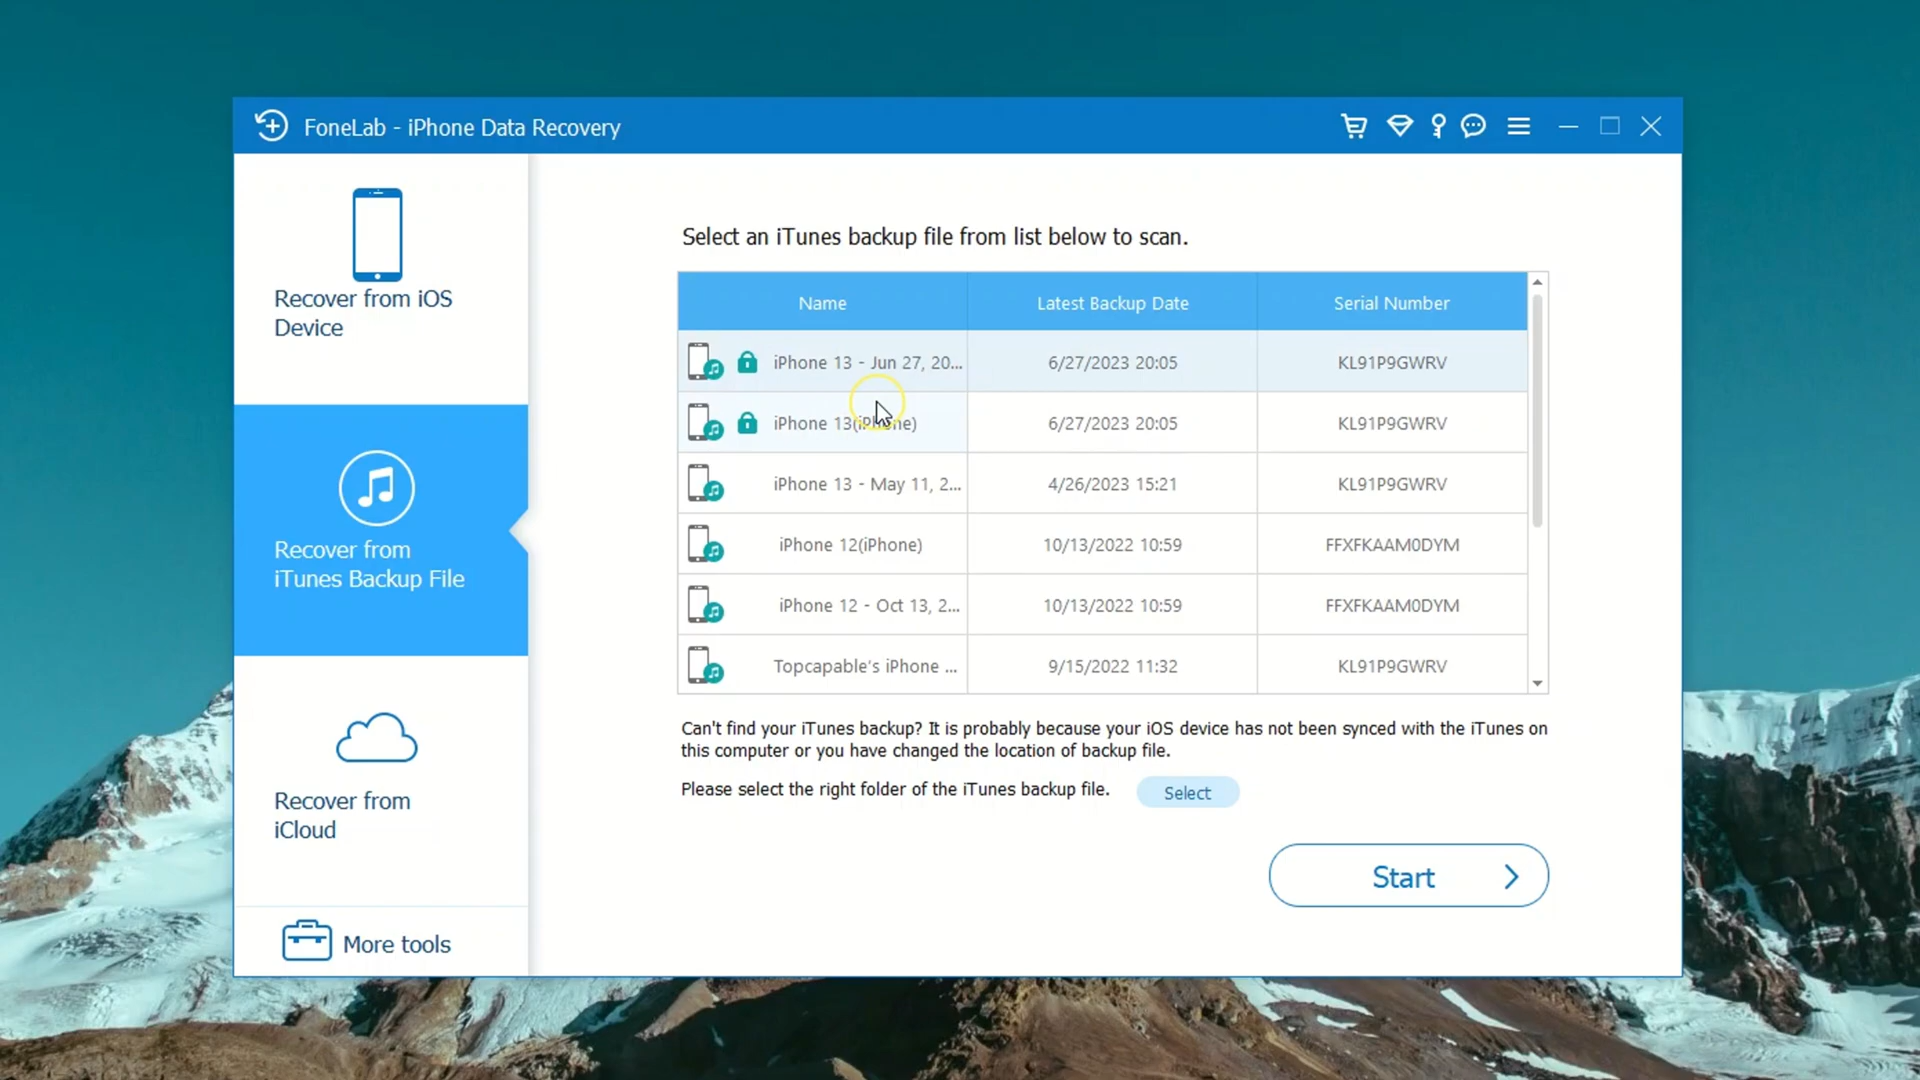 FoneLab - iPhone Data Recovery
Recover from iOS
Device
Recover from
iTunes Backup File
Recover from
iCloud
More tools
Select an iTunes backup file from list below to scan.
Name Latest Backup Date Serial Number
iPhone 13 - Jun 27, 20... 6/27/2023 20:05 KL91P9GWRV
iPhone 13(iPhone) 6/27/2023 20:05 KL91P9GWRV
iPhone 13 - May 11, 2... 4/26/2023 15:21 KL91P9GWRV
iPhone 12(iPhone) 10/13/2022 10:59 FFXFKAAM0DYM
iPhone 12 - Oct 13, 2... 10/13/2022 10:59 FFXFKAAM0DYM
Topcapable's iPhone ... 9/15/2022 11:32 KL91P9GWRV
Can't find your iTunes backup? It is probably because your iOS device has not been synced with the iTunes on
this computer or you have changed the location of backup file.
Please select the right folder of the iTunes backup file. Select
Start